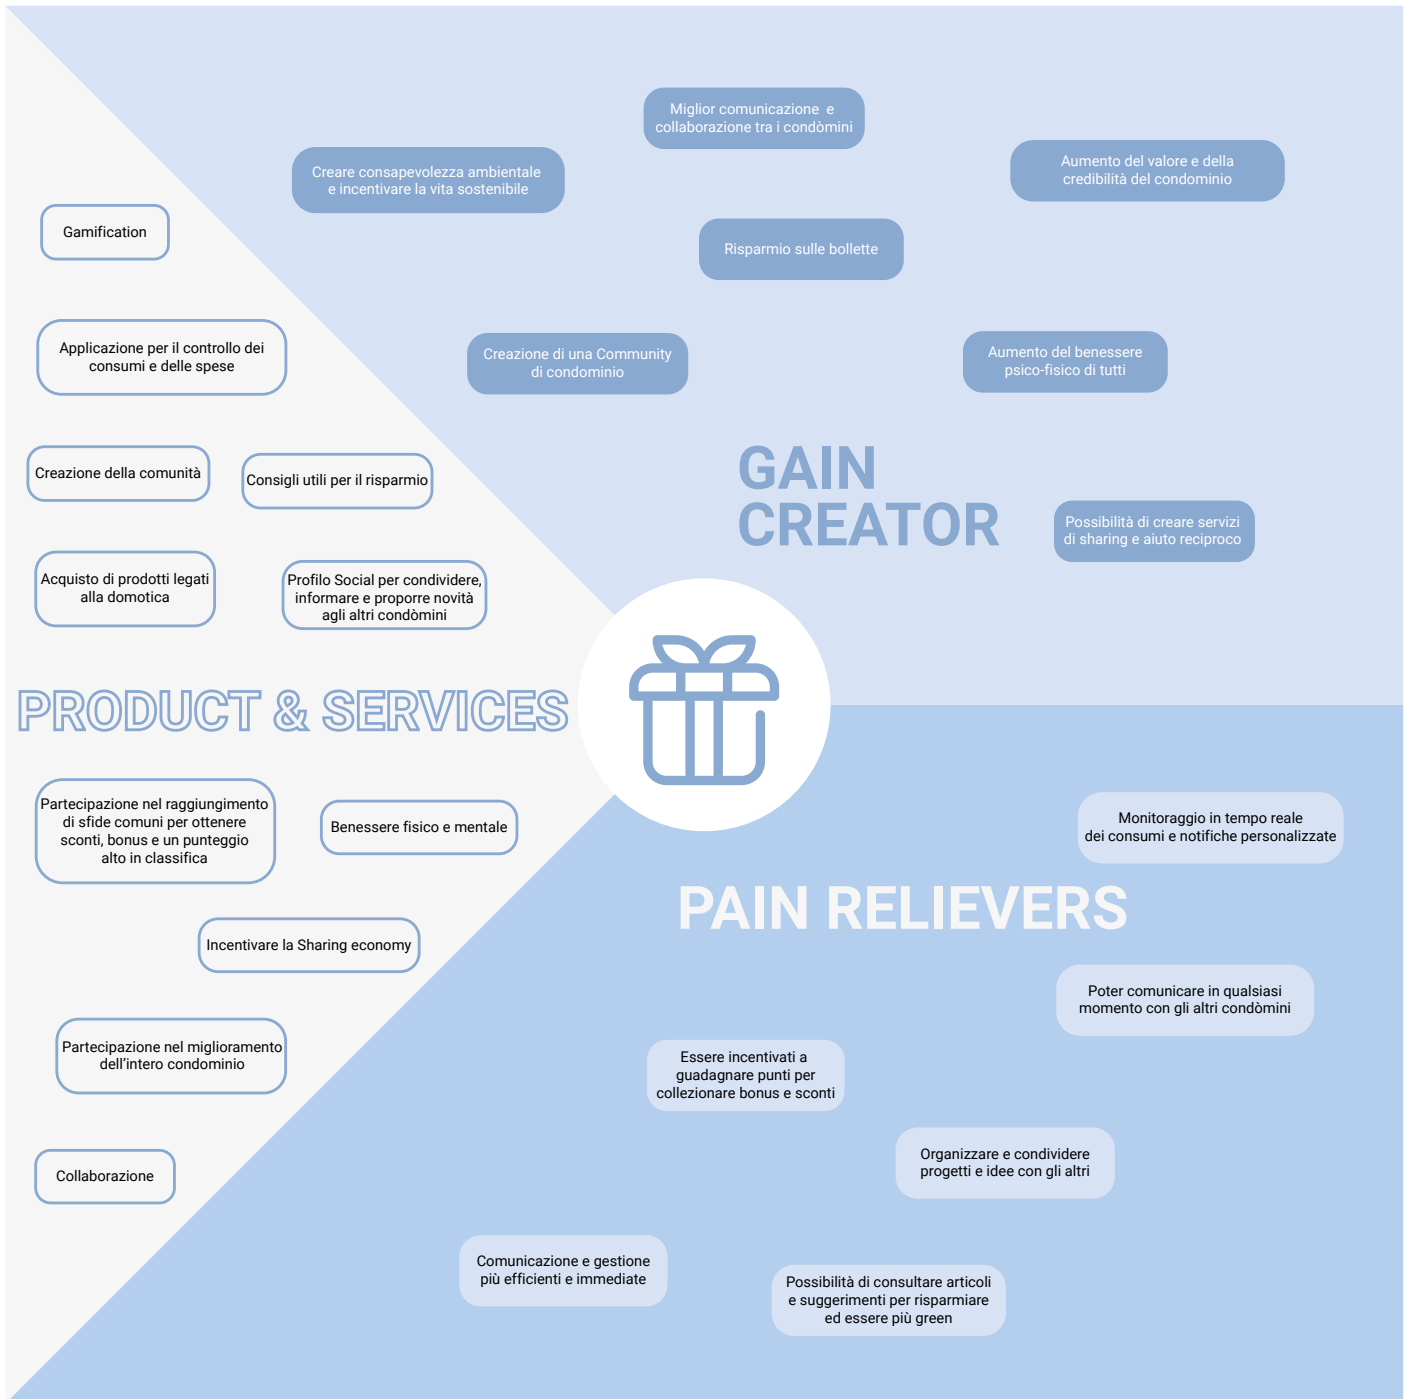 Miglior comunicazione e
collaborazione tra i condòmini
Creare consapevolezza ambientale
e incentivare la vita sostenibile
Aumento del valore e della
credibilità del condominio
Risparmio sulle bollette
Creazione di una Community
di condominio
Aumento del benessere
psico-fisico di tutti
GAIN
CREATOR
Possibilità di creare servizi
di sharing e aiuto reciproco
Gamification
Applicazione per il controllo dei
consumi e delle spese
Creazione della comunità
Consigli utili per il risparmio
Acquisto di prodotti legati
alla domotica
Profilo Social per condividere,
informare e proporre novità
agli altri condòmini
PRODUCT & SERVICES
Partecipazione nel raggiungimento
di sfide comuni per ottenere
sconti, bonus e un punteggio
alto in classifica
Benessere fisico e mentale
Incentivare la Sharing economy
Partecipazione nel miglioramento
dell'intero condominio
Collaborazione
Monitoraggio in tempo reale
dei consumi e notifiche personalizzate
PAIN RELIEVERS
Poter comunicare in qualsiasi
momento con gli altri condòmini
Essere incentivati a
guadagnare punti per
collezionare bonus e sconti
Organizzare e condividere
progetti e idee con gli altri
Comunicazione e gestione
più efficienti e immediate
Possibilità di consultare articoli
e suggerimenti per risparmiare
ed essere più green